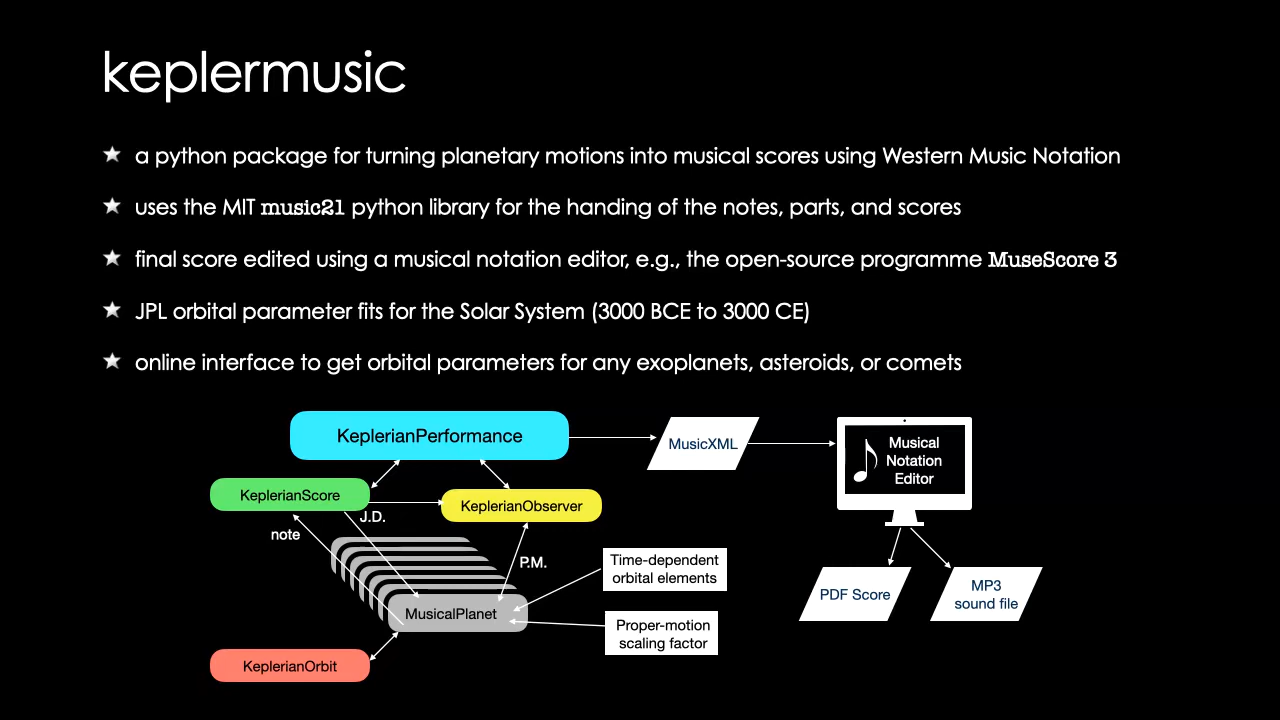 keplermusic
a python package for turning planetary motions into musical scores using Western Music Notation
uses the MIT music21 python library for the handing of the notes, parts, and scores
final score edited using a musical notation editor, e.g., the open-source programme MuseScore 3
JPL orbital parameter fits for the Solar System (3000 BCE to 3000 CE)
online interface to get orbital parameters for any exoplanets, asteroids, or comets
KeplerianPerformance
MusicXML
Musical
Notation
Editor
KeplerianScore
KeplerianObserver
J.D.
note
P.M.
Time-dependent
orbital elements
MusicalPlanet
Proper-motion
scaling factor
KeplerianOrbit
PDF Score
MP3
sound file